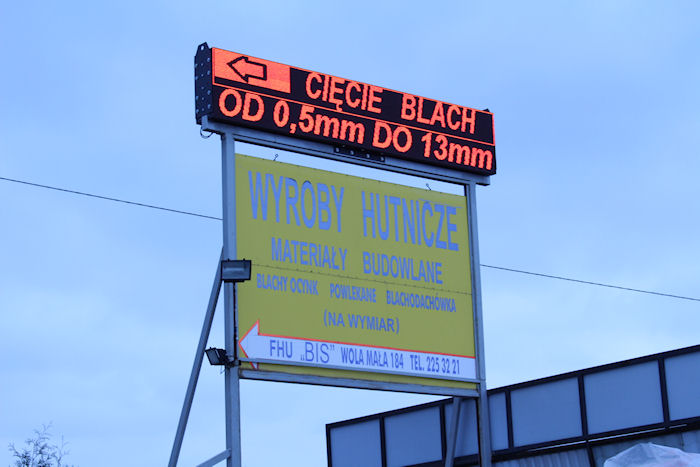 CIĘCIE BLACH
OD 0,5mm DO 13mm
WYROBY HUTNICZE
MATERIAŁY BUDOWLANE
BLACHY OCYNK POWLEKANE BLACHODACHÓWKA
(NA WYMIAR)
FHU „BIS” WOLA MAŁA 184 TEL. 225 32 21